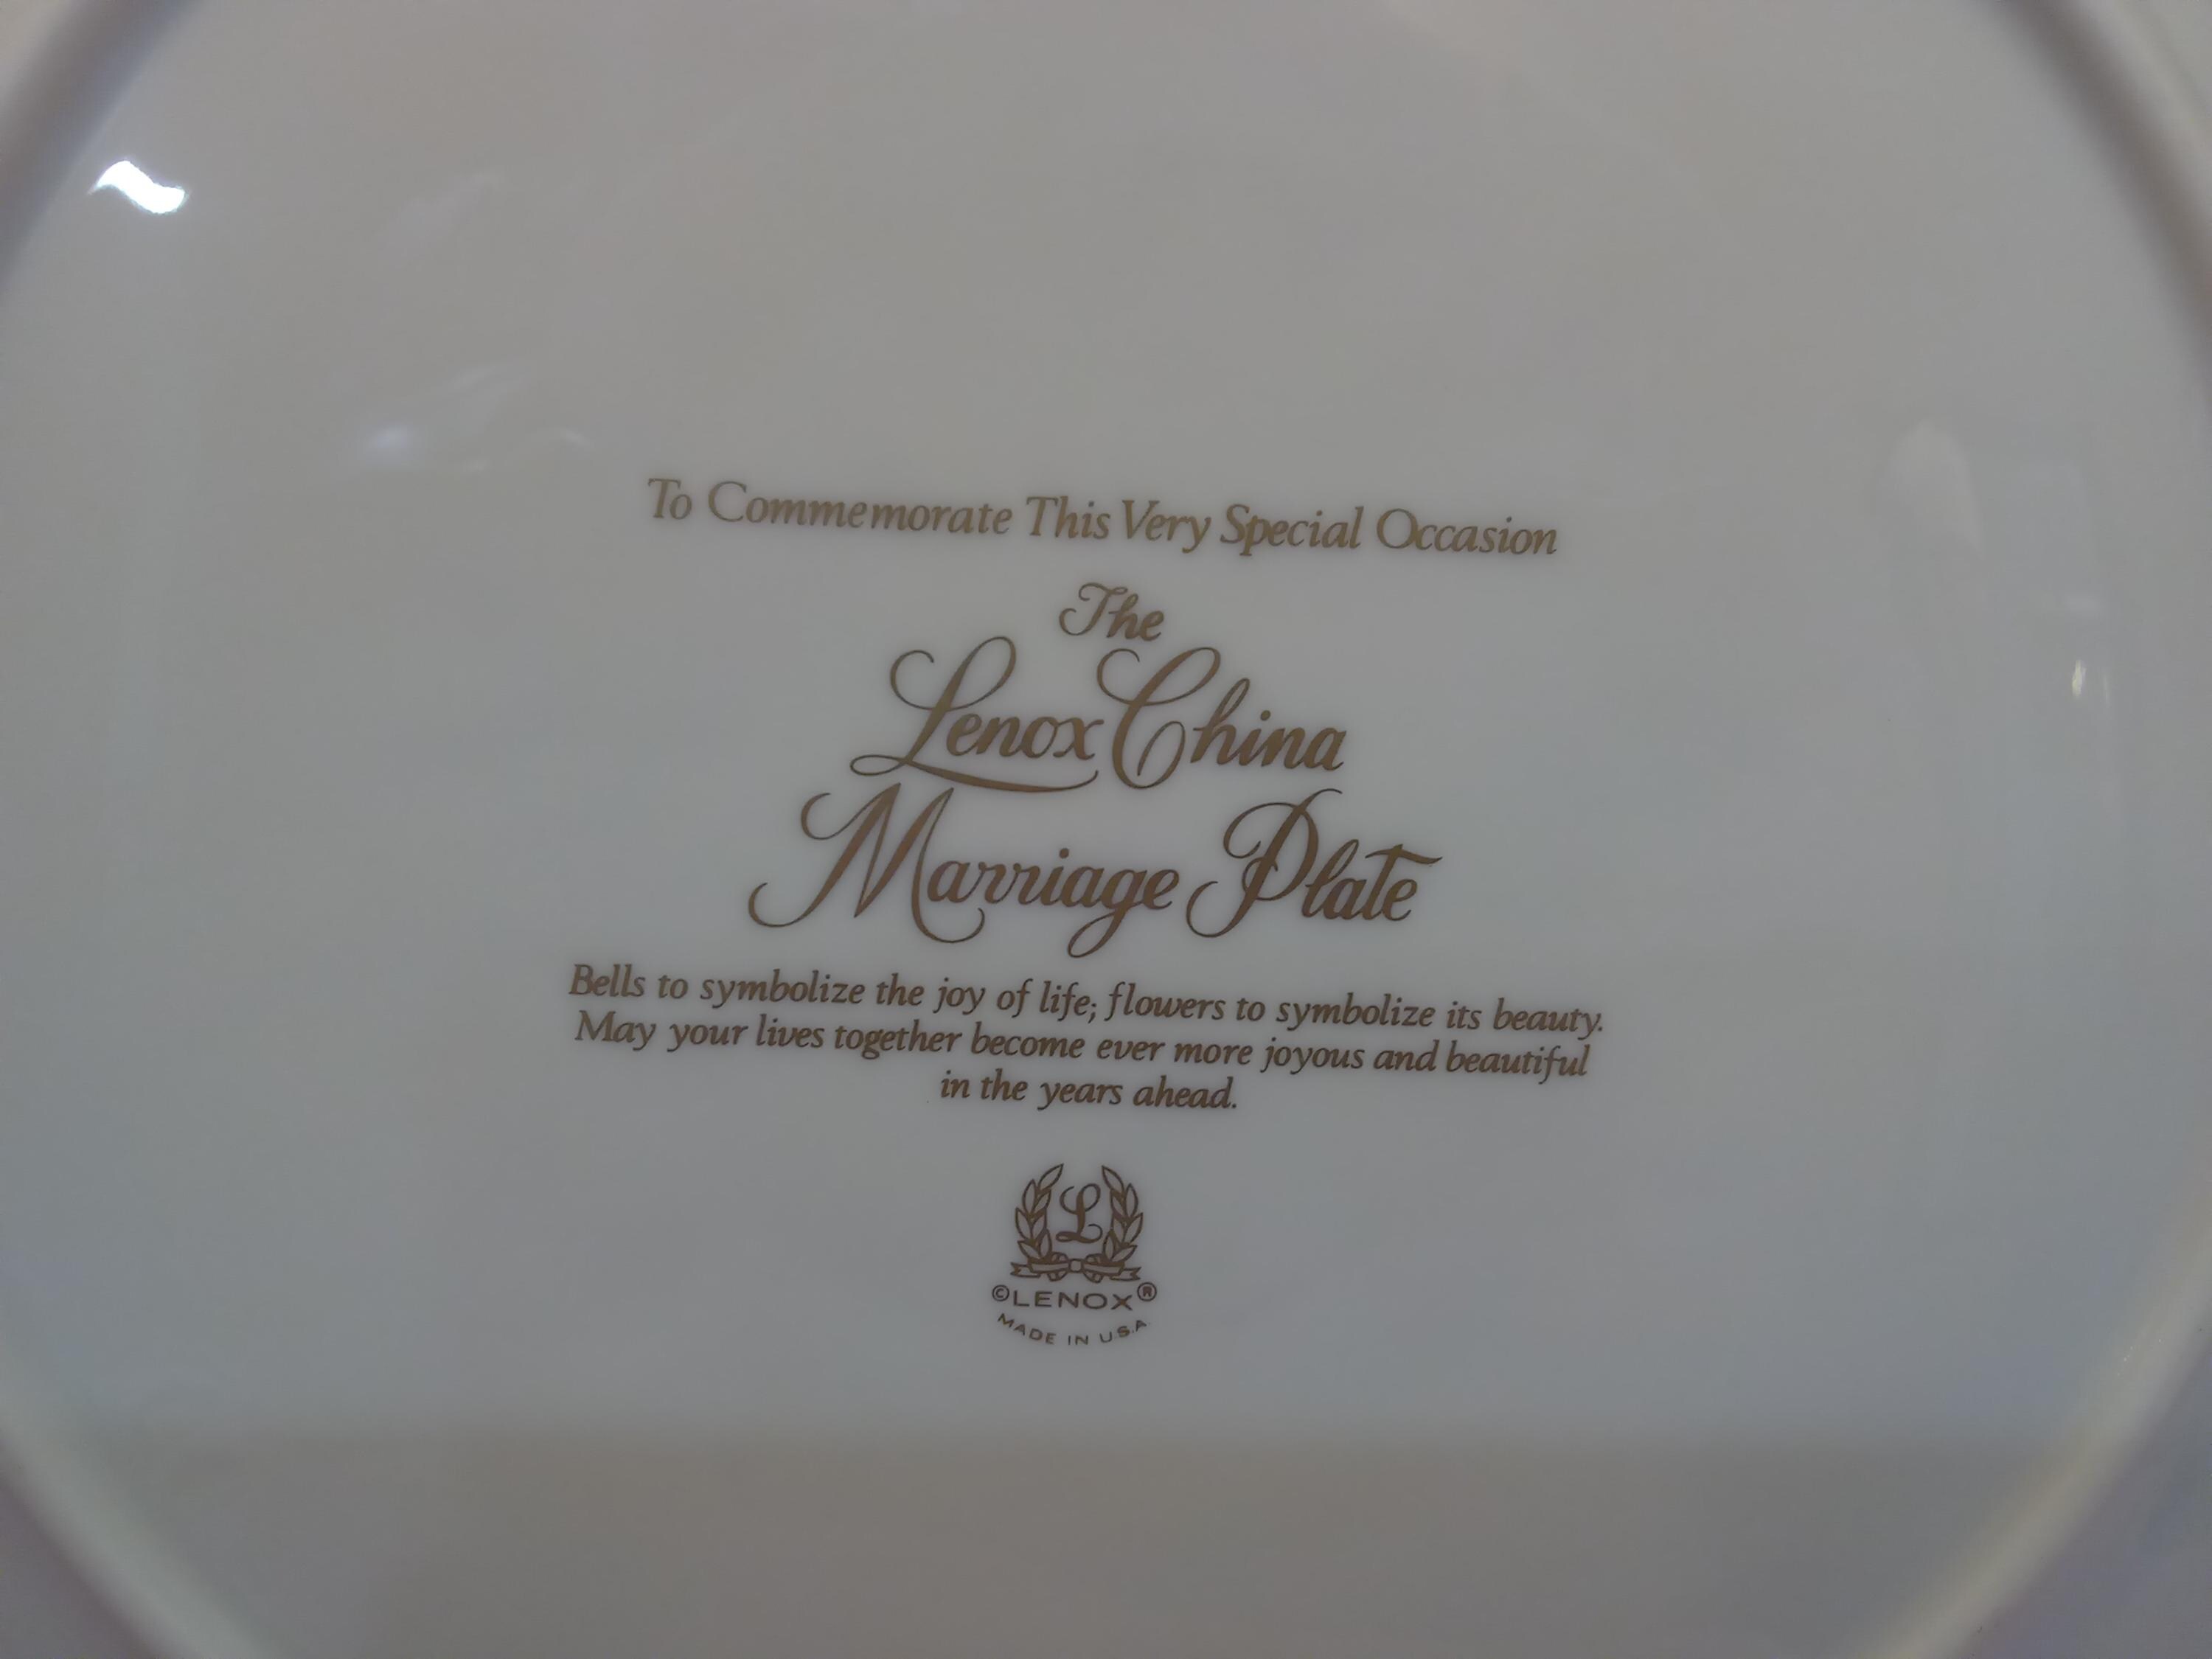 To Commemorate This Very Special Occasion
The
Lenox China
Marriage Plate
Bells to symbolize the joy of life; flowers to symbolize its beauty.
May your lives together become ever more joyous and beautiful
in the years ahead.
L
©LENOX®
MADE IN U.S.A.